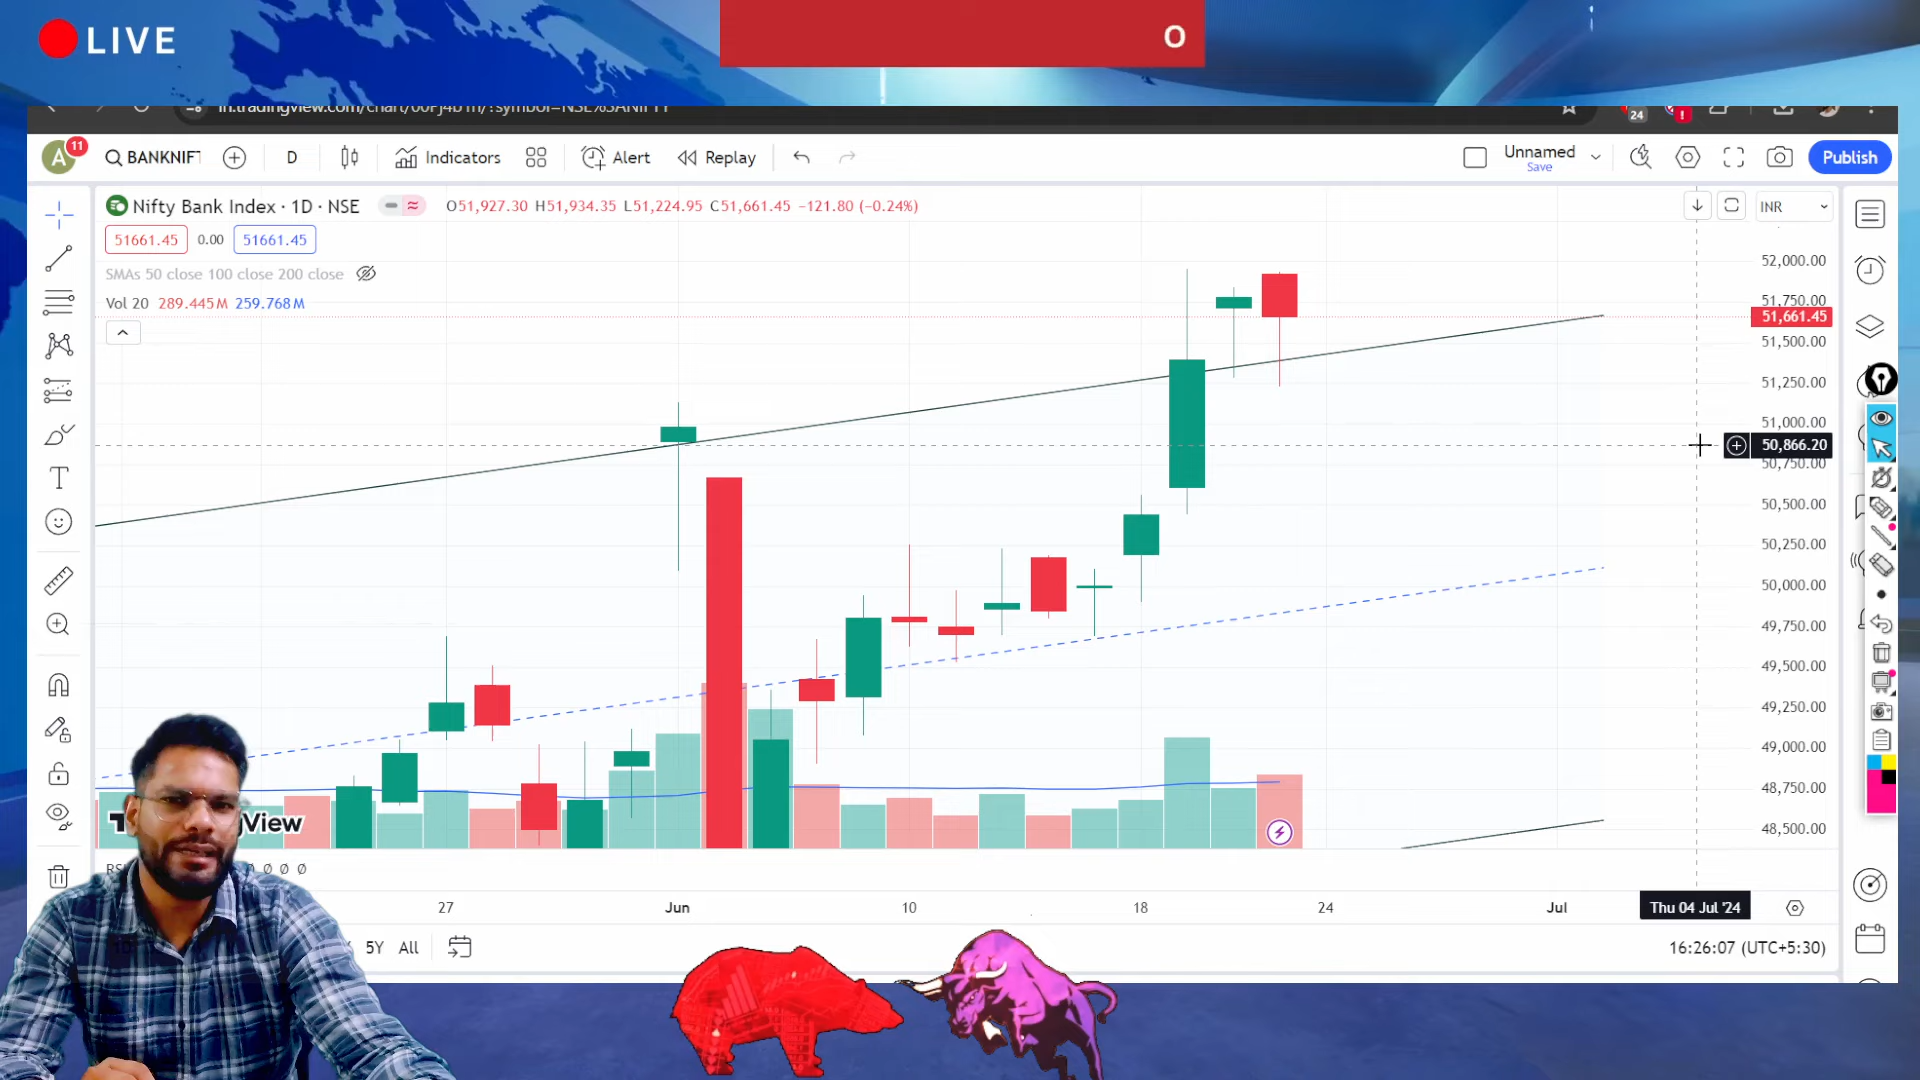 LIVE
O
24
!
11
A
BANKNIF
D
Indicators
Alert
Replay
Unnamed
Save
Publish
Nifty Bank Index · 1D · NSE
O51,927.30 H51,934.35 L51,224.95 C51,661.45 −121.80 (−0.24%)
INR
51661.45 0.00 51661.45
SMAs 50 close 100 close 200 close
Vol 20 289.445M 259.768M
52,000.00
51,750.00
51,661.45
51,500.00
51,250.00
51,000.00
50,866.20
50,750.00
50,500.00
50,250.00
50,000.00
49,750.00
49,500.00
49,250.00
49,000.00
48,750.00
48,500.00
27
Jun
10
18
24
Jul
Thu 04 Jul '24
5Y
All
16:26:07 (UTC+5:30)